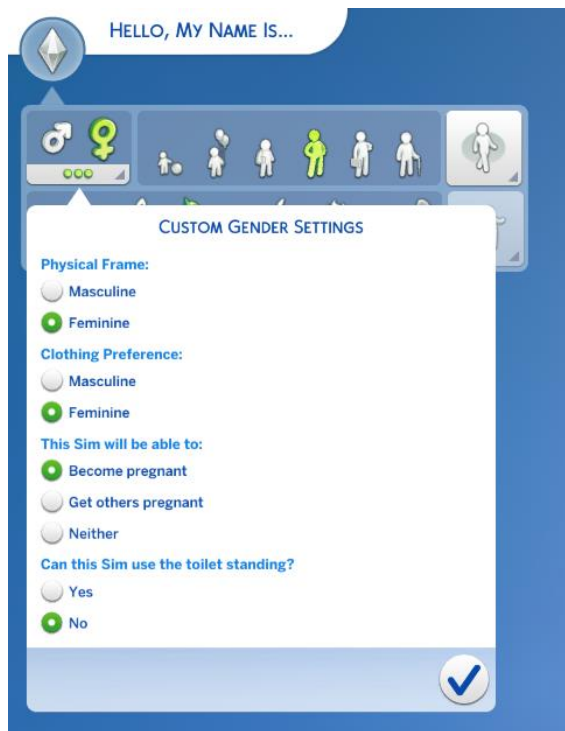 Hello, My Name Is...
Custom Gender Settings
Physical Frame:
Masculine
Feminine
Clothing Preference:
Masculine
Feminine
This Sim will be able to:
Become pregnant
Get others pregnant
Neither
Can this Sim use the toilet standing?
Yes
No